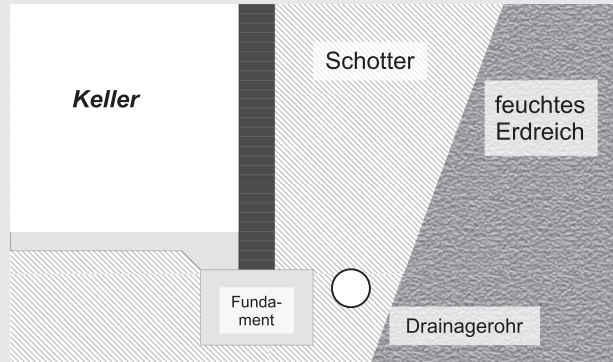 Keller
Schotter
feuchtes
Erdreich
Funda-
ment
Drainagerohr